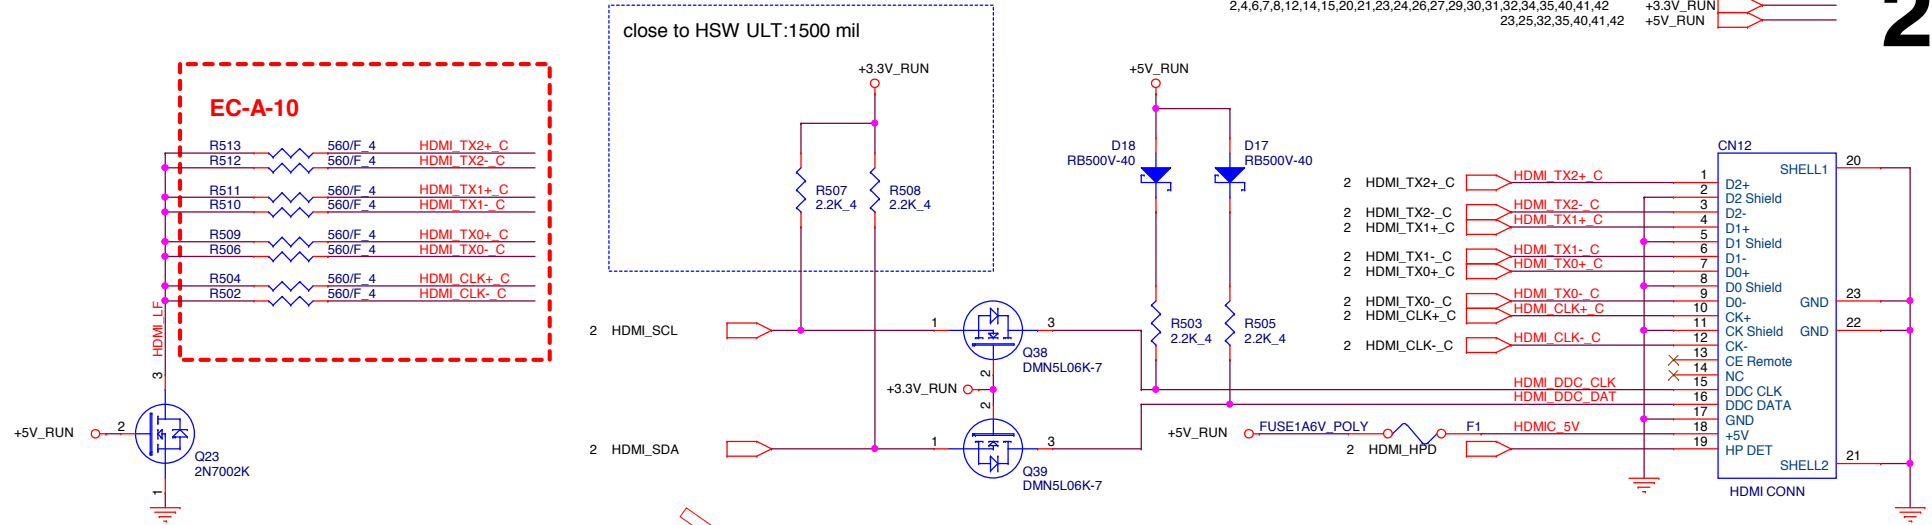 2,4,6,7,8,12,14,15,20,21,23,24,26,27,29,30,31,32,34,35,40,41,42 +3.3V_RUN
23,25,32,35,40,41,42 +5V_RUN
2
close to HSW ULT:1500 mil
+3.3V_RUN
R507
2.2K_4
R508
2.2K_4
EC-A-10
R513 560/F_4 HDMI_TX2+_C
R512 560/F_4 HDMI_TX2-_C
R511 560/F_4 HDMI_TX1+_C
R510 560/F_4 HDMI_TX1-_C
R509 560/F_4 HDMI_TX0+_C
R506 560/F_4 HDMI_TX0-_C
R504 560/F_4 HDMI_CLK+_C
R502 560/F_4 HDMI_CLK-_C
HDMI_LF
3
+5V_RUN 2
Q23
2N7002K
1
2 HDMI_SCL
1 3
Q38
DMN5L06K-7
2
+3.3V_RUN
2
2 HDMI_SDA
1 3
Q39
DMN5L06K-7
+5V_RUN
D18
RB500V-40
D17
RB500V-40
R503
2.2K_4
R505
2.2K_4
2 HDMI_TX2+_C HDMI_TX2+_C
2 HDMI_TX2-_C HDMI_TX2-_C
2 HDMI_TX1+_C HDMI_TX1+_C
2 HDMI_TX1-_C HDMI_TX1-_C
2 HDMI_TX0+_C HDMI_TX0+_C
2 HDMI_TX0-_C HDMI_TX0-_C
2 HDMI_CLK+_C HDMI_CLK+_C
2 HDMI_CLK-_C HDMI_CLK-_C
HDMI_DDC_CLK
HDMI_DDC_DAT
+5V_RUN FUSE1A6V_POLY F1 HDMIC_5V
2 HDMI_HPD
CN12
SHELL1 20
1 D2+
2 D2 Shield
3 D2-
4 D1+
5 D1 Shield
6 D1-
7 D0+
8 D0 Shield
9 D0-
10 CK+
11 CK Shield
12 CK-
13 CE Remote
14 NC
15 DDC CLK
16 DDC DATA
17 GND
18 +5V
19 HP DET
GND 23
GND 22
SHELL2 21
HDMI CONN